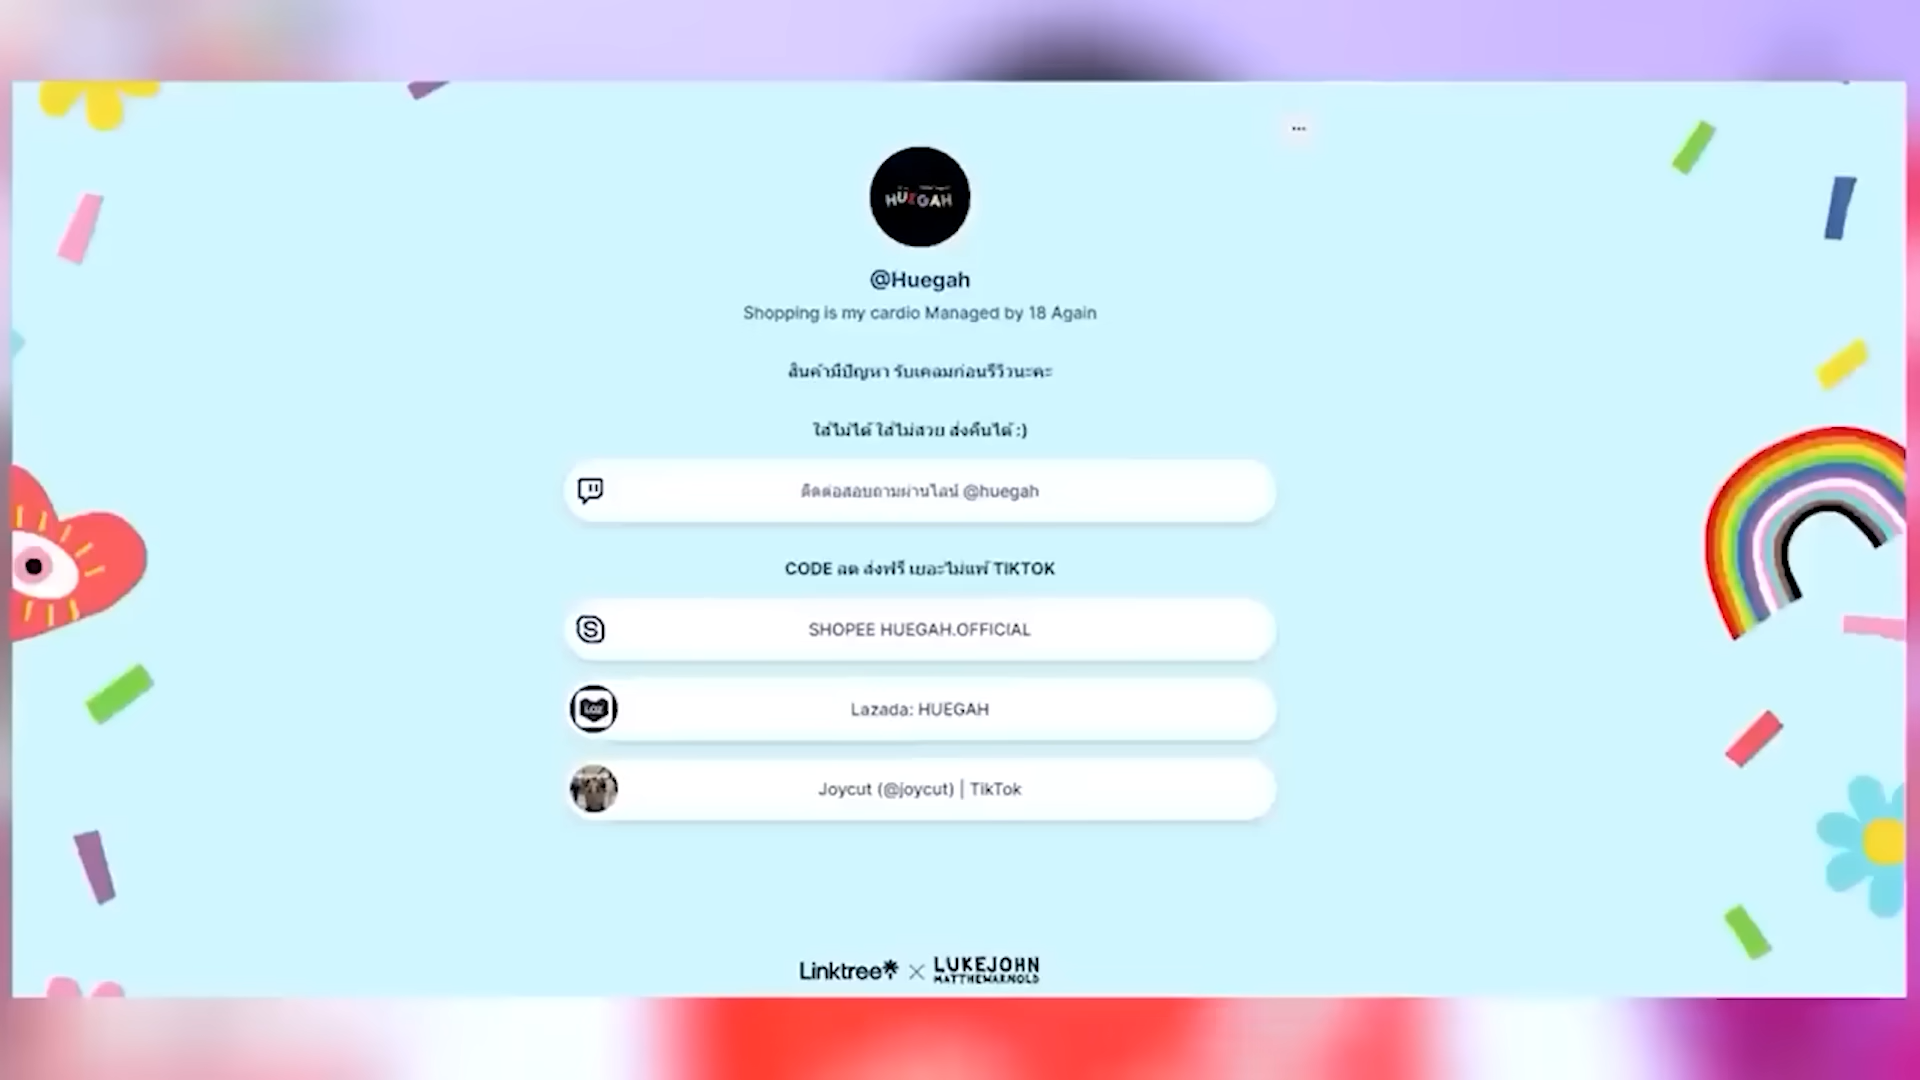 HUEGAH
@Huegah
Shopping is my cardio Managed by 18 Again
สินค้ามีปัญหา รับเคลมก่อนรีวิวนะคะ
ใส่ไม่ได้ ใส่ไม่สวย ส่งคืนได้ :)
ติดต่อสอบถามผ่านไลน์ @huegah
CODE ลด ส่งฟรี เยอะไม่แพ้ TIKTOK
SHOPEE HUEGAH.OFFICIAL
Laz
Lazada: HUEGAH
Joycut (@joycut) | TikTok
Linktree × LUKEJOHN
MATTHEWARNOLD